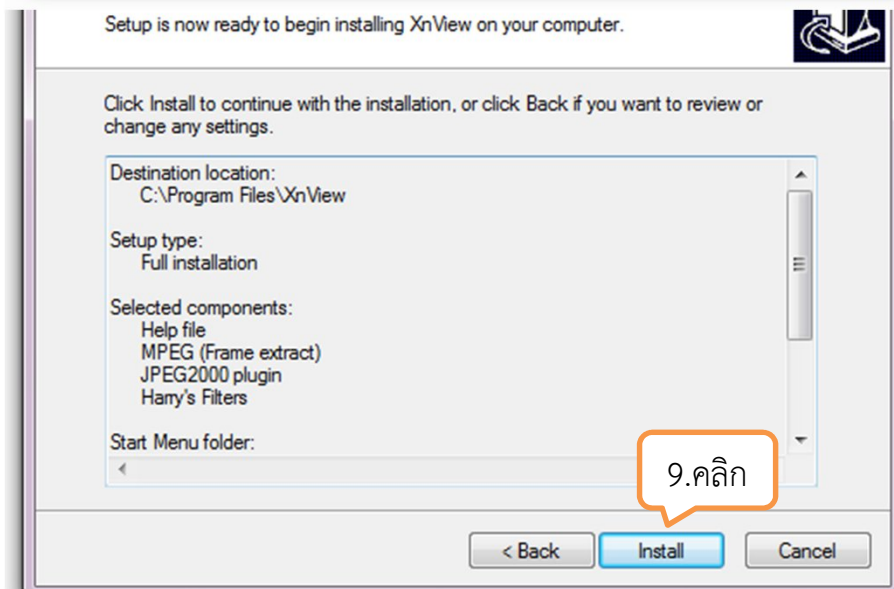 Setup is now ready to begin installing XnView on your computer.
Click Install to continue with the installation, or click Back if you want to review or
change any settings.
Destination location:
C:\Program Files\XnView
Setup type:
Full installation
Selected components:
Help file
MPEG (Frame extract)
JPEG2000 plugin
Harry's Filters
Start Menu folder:
9.คลิก
< Back
Install
Cancel